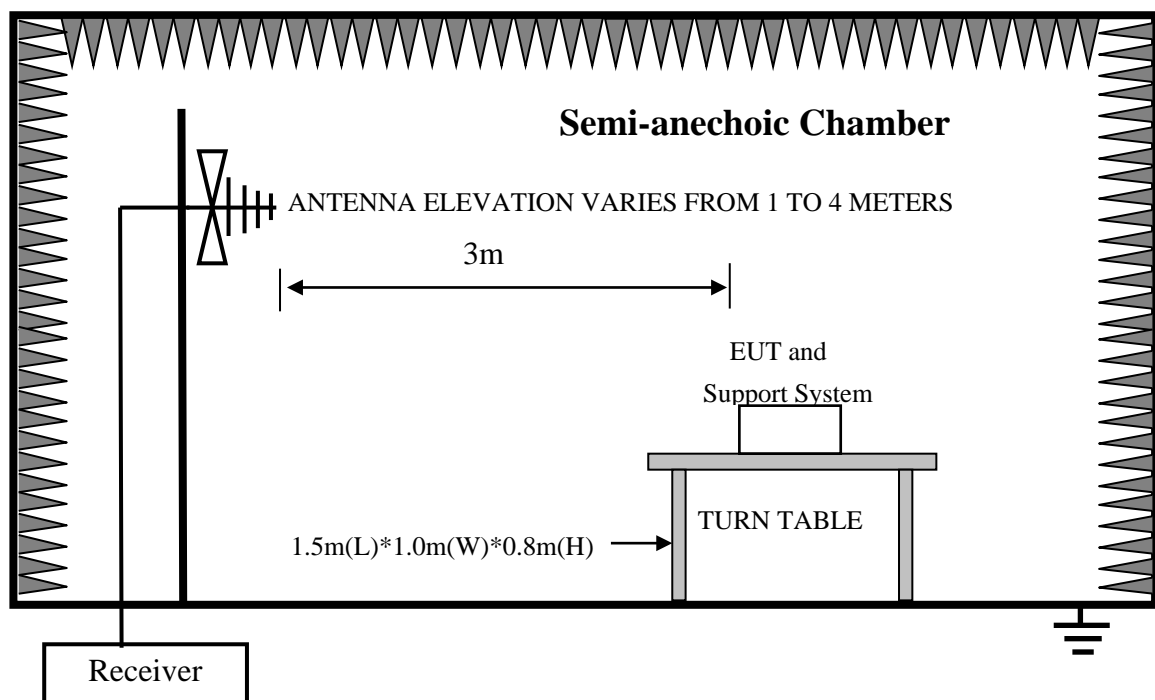 Semi-anechoic Chamber
ANTENNA ELEVATION VARIES FROM 1 TO 4 METERS
3m
EUT and
Support System
TURN TABLE
1.5m(L)*1.0m(W)*0.8m(H)
Receiver